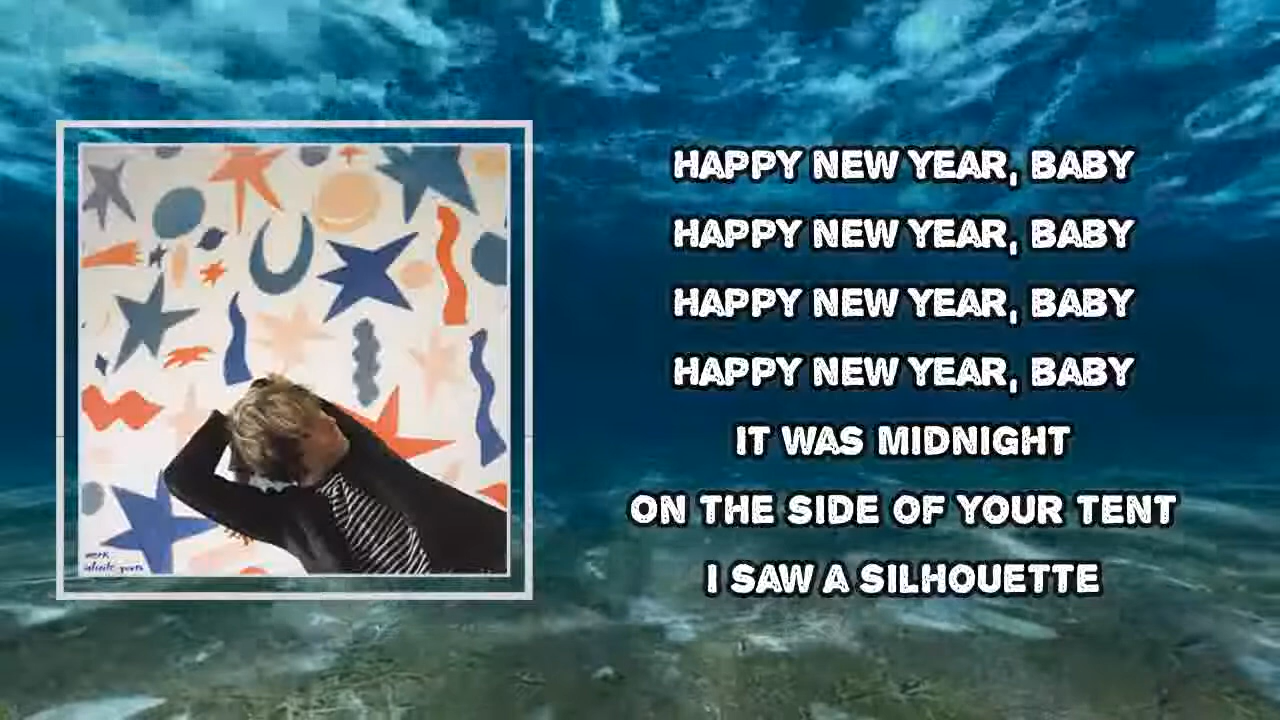 HAPPY NEW YEAR, BABY
HAPPY NEW YEAR, BABY
HAPPY NEW YEAR, BABY
HAPPY NEW YEAR, BABY
IT WAS MIDNIGHT
ON THE SIDE OF YOUR TENT
I SAW A SILHOUETTE